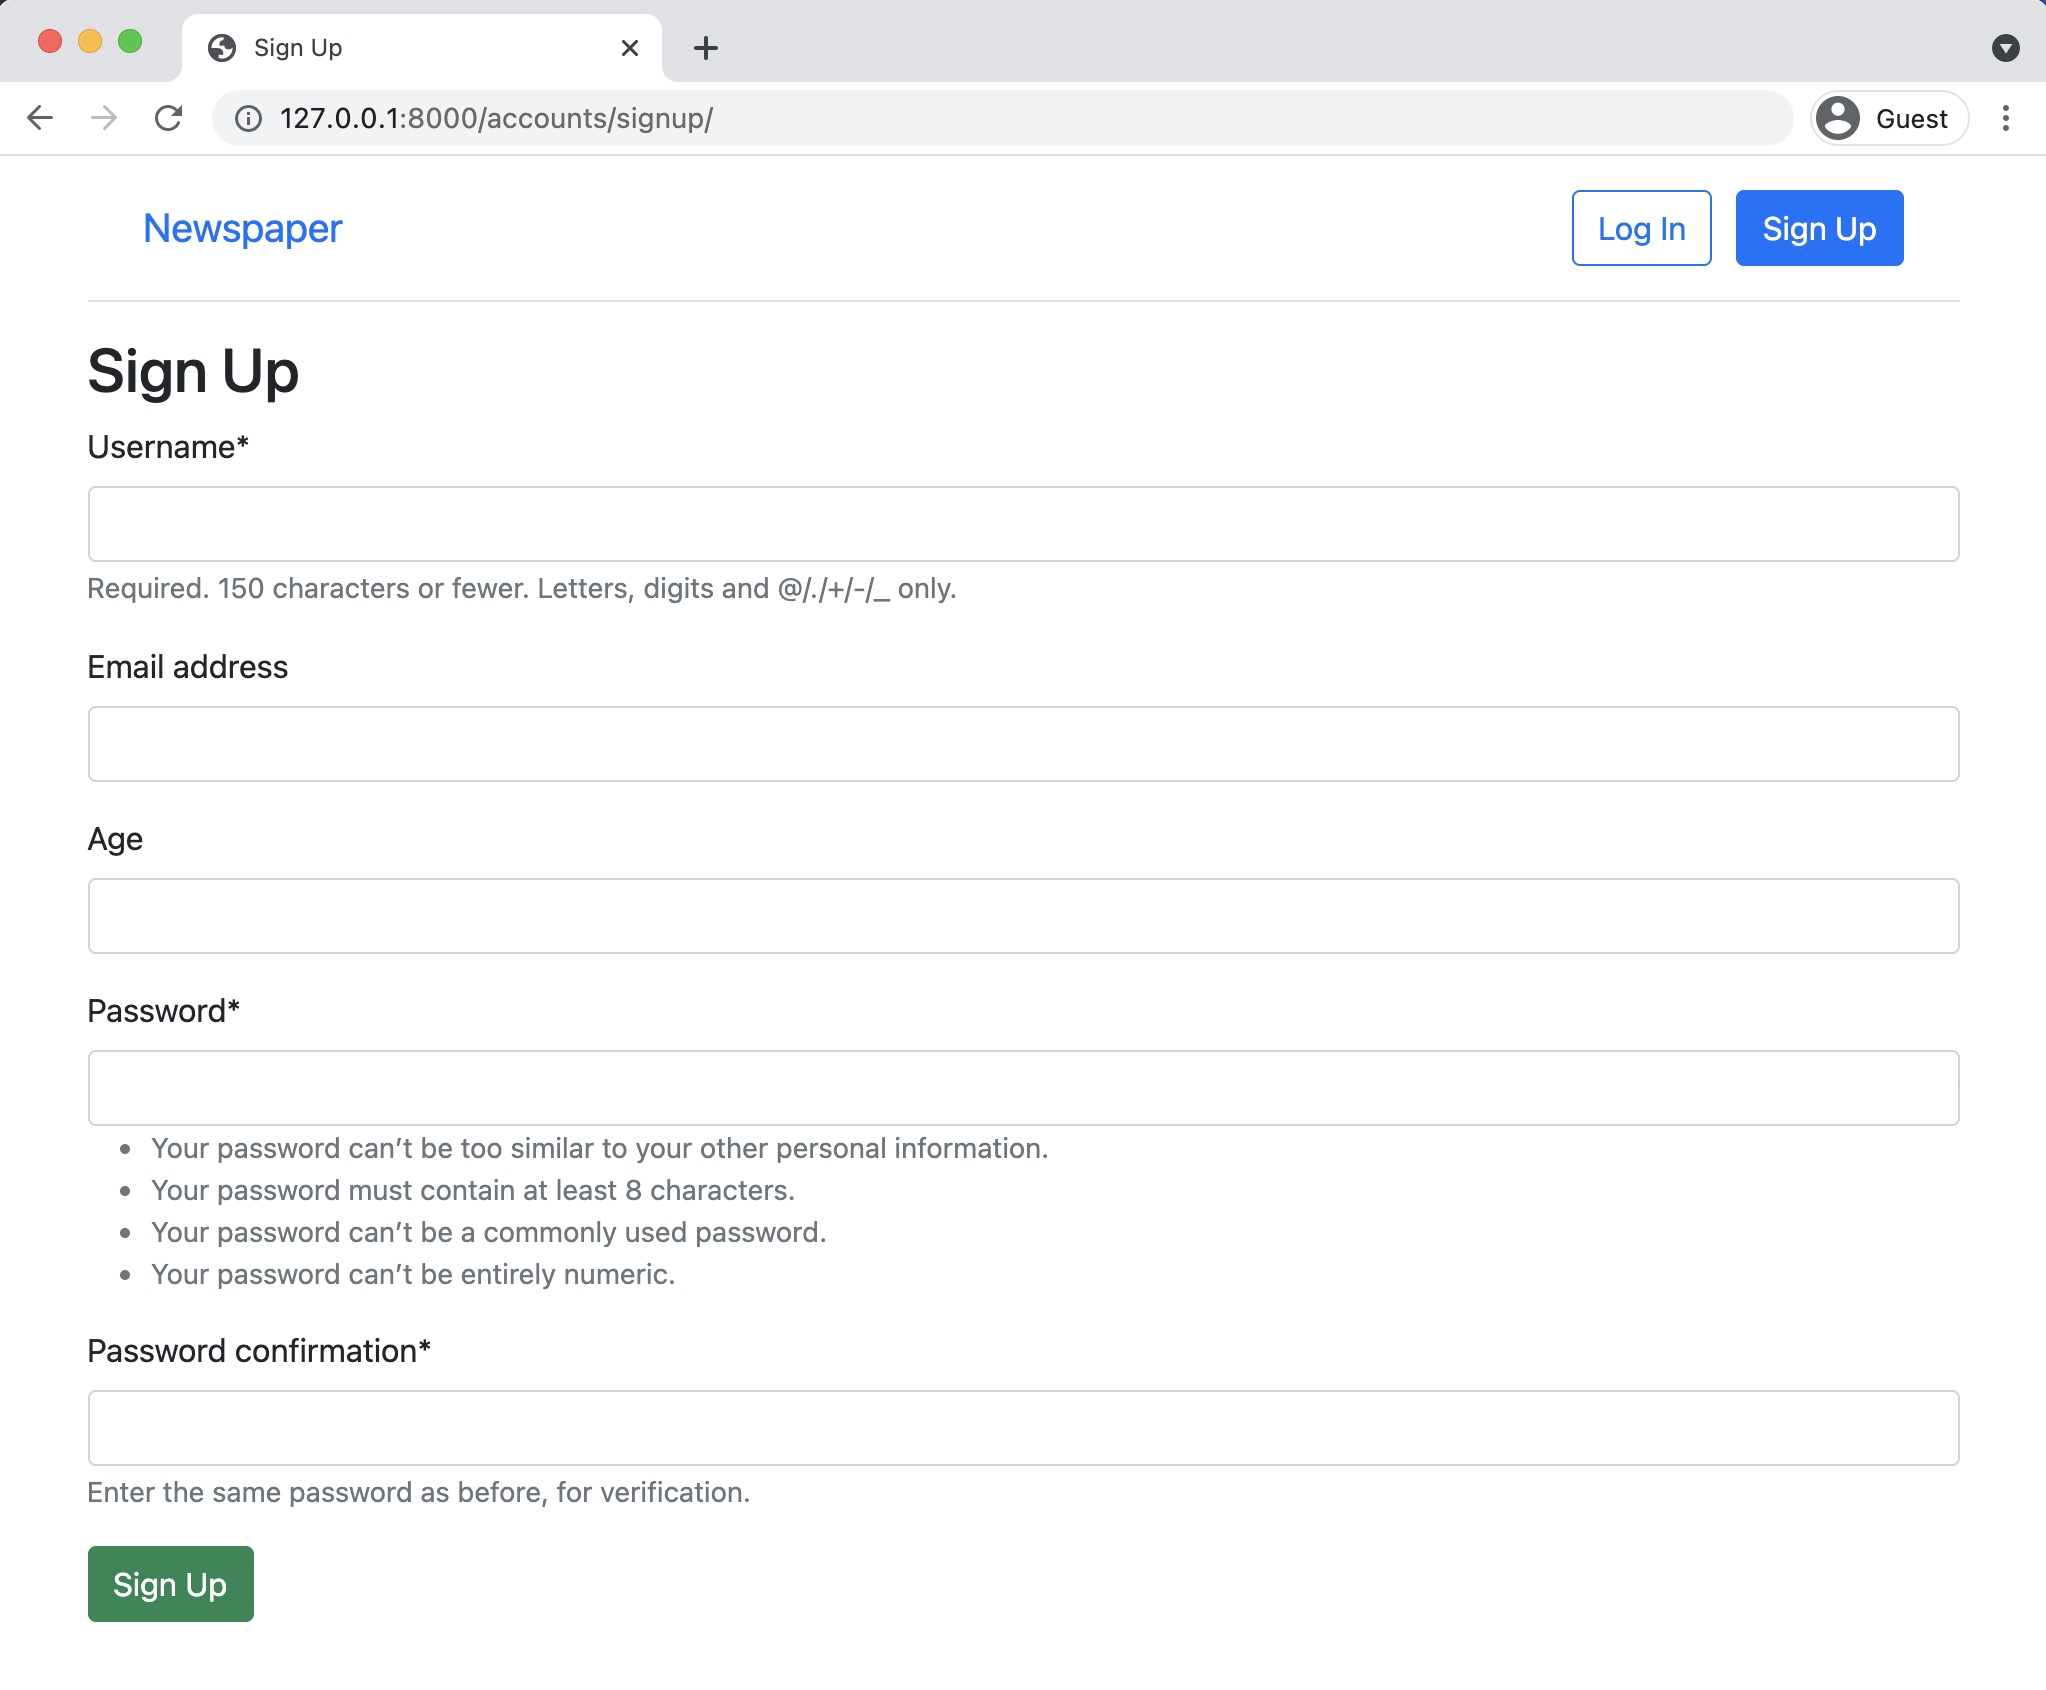 Sign Up
127.0.0.1:8000/accounts/signup/
Guest
Newspaper
Log In
Sign Up
Sign Up
Username*
Required. 150 characters or fewer. Letters, digits and @/./+/-/_ only.
Email address
Age
Password*
Your password can’t be too similar to your other personal information.
Your password must contain at least 8 characters.
Your password can’t be a commonly used password.
Your password can’t be entirely numeric.
Password confirmation*
Enter the same password as before, for verification.
Sign Up